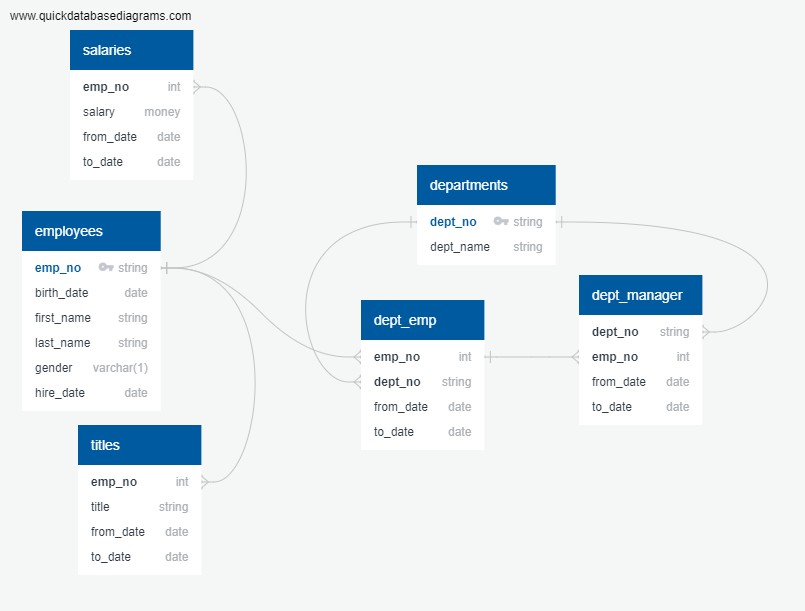 www.quickdatabasediagrams.com
salaries
emp_no int
salary money
from_date date
to_date date
employees
emp_no string
birth_date date
first_name string
last_name string
gender varchar(1)
hire_date date
titles
emp_no int
title string
from_date date
to_date date
departments
dept_no string
dept_name string
dept_emp
emp_no int
dept_no string
from_date date
to_date date
dept_manager
dept_no string
emp_no int
from_date date
to_date date